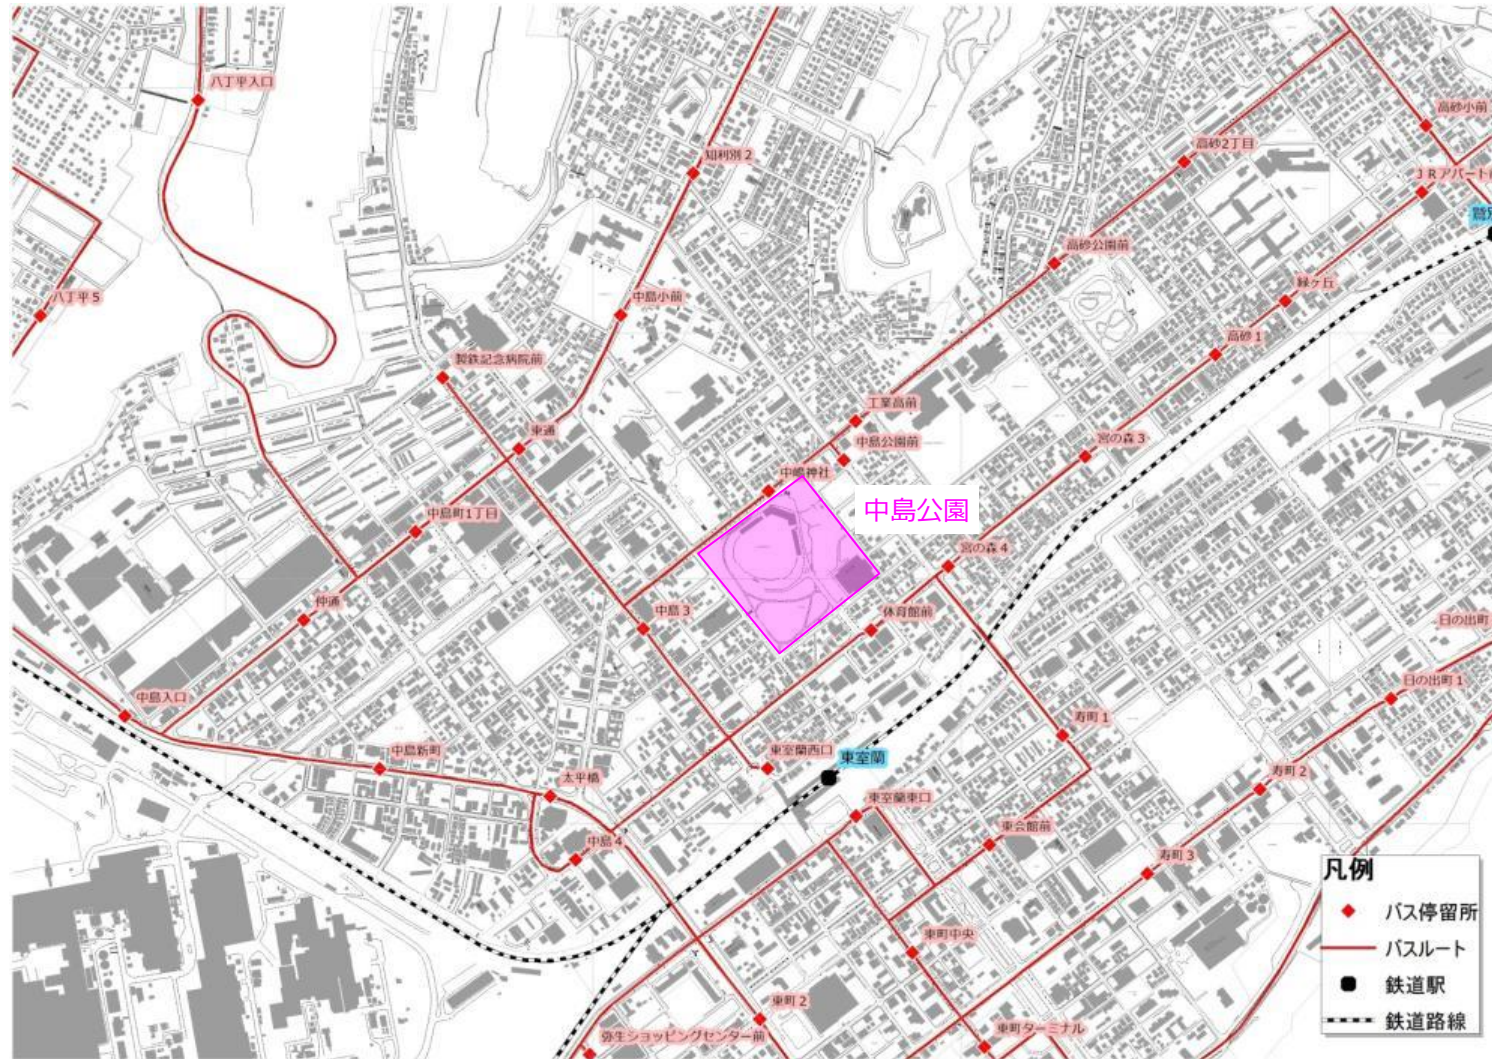 八丁平入口
高砂小前
知利別2
高砂2丁目
JRアパート
鷲別
高砂公園前
八丁平5
中島小前
緑ヶ丘
高砂1
製鉄記念病院前
工業高前
東通
中島公園前
宮の森3
中嶋神社
中島公園
中島町1丁目
宮の森4
仲通
中島3
体育館前
日の出町
日の出町1
中島入口
寿町1
中島新町
東室蘭西口
東室蘭
太平橋
寿町2
東室蘭東口
東会館前
中島4
寿町3
凡例
バス停留所
バスルート
鉄道駅
鉄道路線
東町中央
東町2
東町ターミナル
弥生ショッピングセンター前